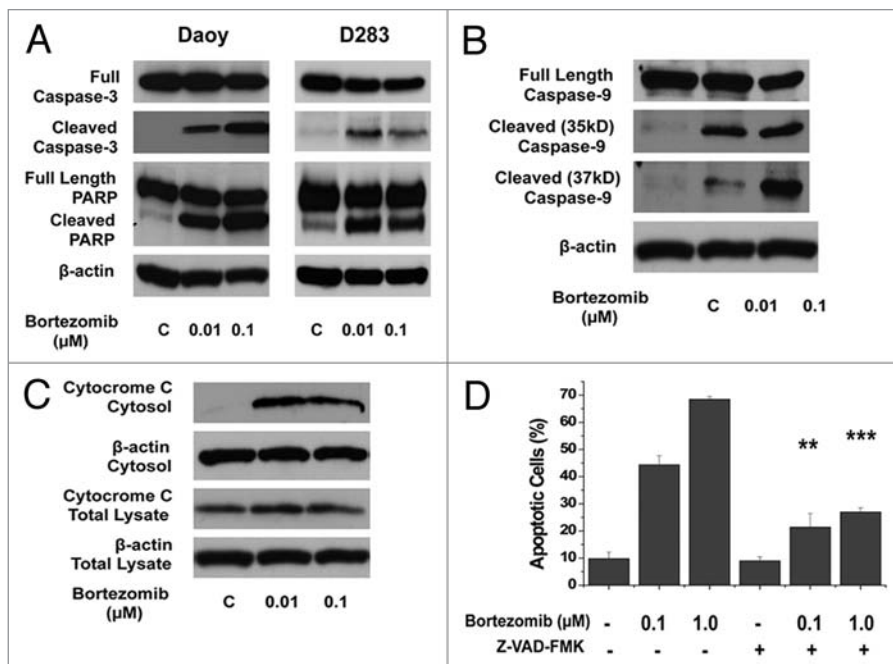 A
Daoy
D283
Full
Caspase-3
Cleaved
Caspase-3
Full Length
PARP
Cleaved
PARP
β-actin
Bortezomib
(µM)
C 0.01 0.1
C 0.01 0.1
B
Full Length
Caspase-9
Cleaved (35kD)
Caspase-9
Cleaved (37kD)
Caspase-9
β-actin
Bortezomib
(µM)
C 0.01 0.1
C
Cytocrome C
Cytosol
β-actin
Cytosol
Cytocrome C
Total Lysate
β-actin
Total Lysate
Bortezomib
(µM)
C 0.01 0.1
D
Apoptotic Cells (%)
70
60
50
40
30
20
10
0
** ***
Bortezomib (µM) - 0.1 1.0 - 0.1 1.0
Z-VAD-FMK - - - + + +